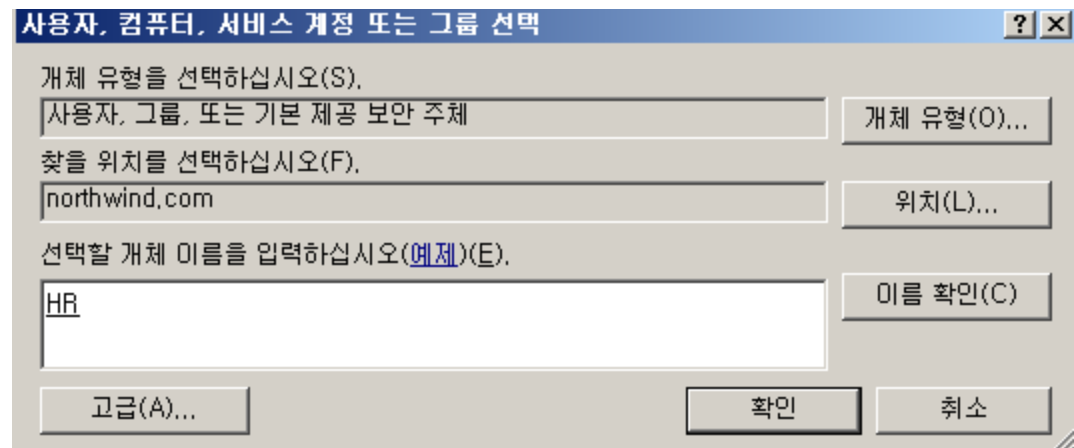 사용자, 컴퓨터, 서비스 계정 또는 그룹 선택
개체 유형을 선택하십시오(S).
사용자, 그룹, 또는 기본 제공 보안 주체
개체 유형(O)...
찾을 위치를 선택하십시오(F).
northwind.com
위치(L)...
선택할 개체 이름을 입력하십시오(예제)(E).
HR
이름 확인(C)
고급(A)...
확인
취소